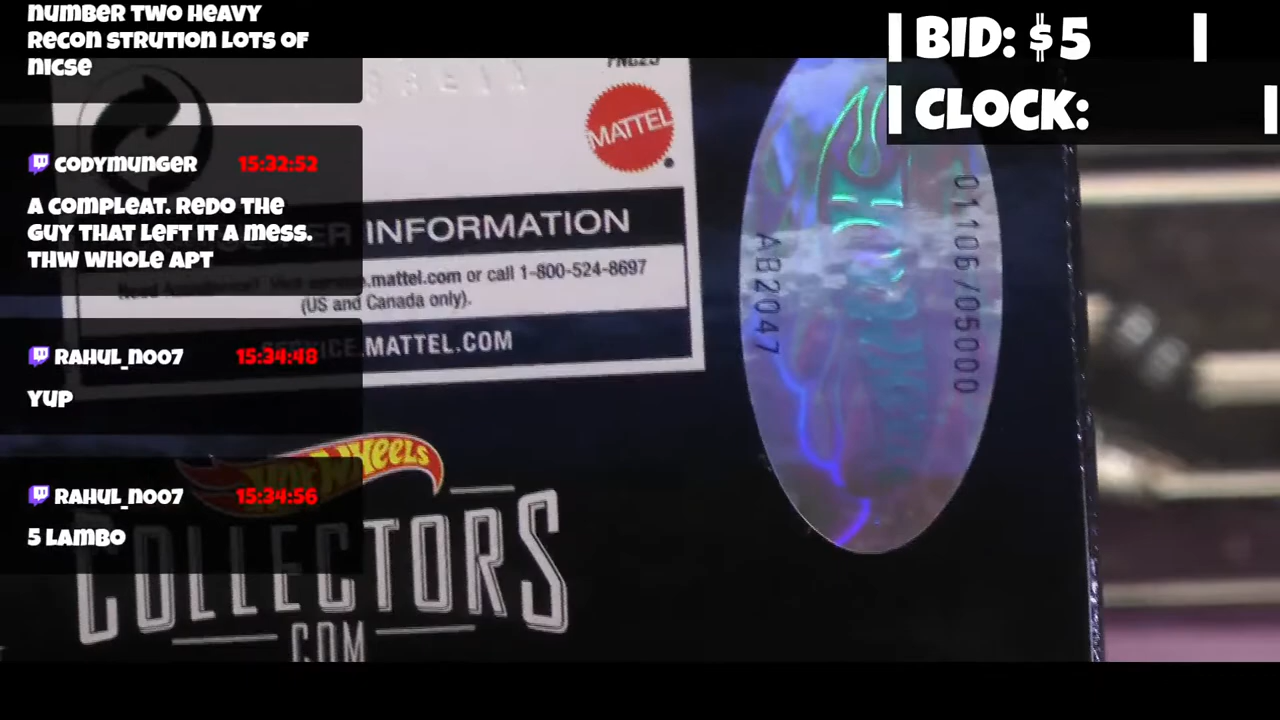 NUMBER TWO HEAVY
RECON STRUTION LOTS OF
NICSE
CODYMUNGER 15:32:52
A COMPLEAT. REDO THE
GUY THAT LEFT IT A MESS.
THW WHOLE APT
RAHUL_N007 15:34:48
YUP
RAHUL_N007 15:34:56
5 LAMBO
| BID: $5 |
| CLOCK: |
MATTEL
INFORMATION
.mattel.com or call 1-800-524-8697
(US and Canada only).
SERVICE.MATTEL.COM
HOT WHEELS
COLLECTORS
.COM
AB2047
01106/05000